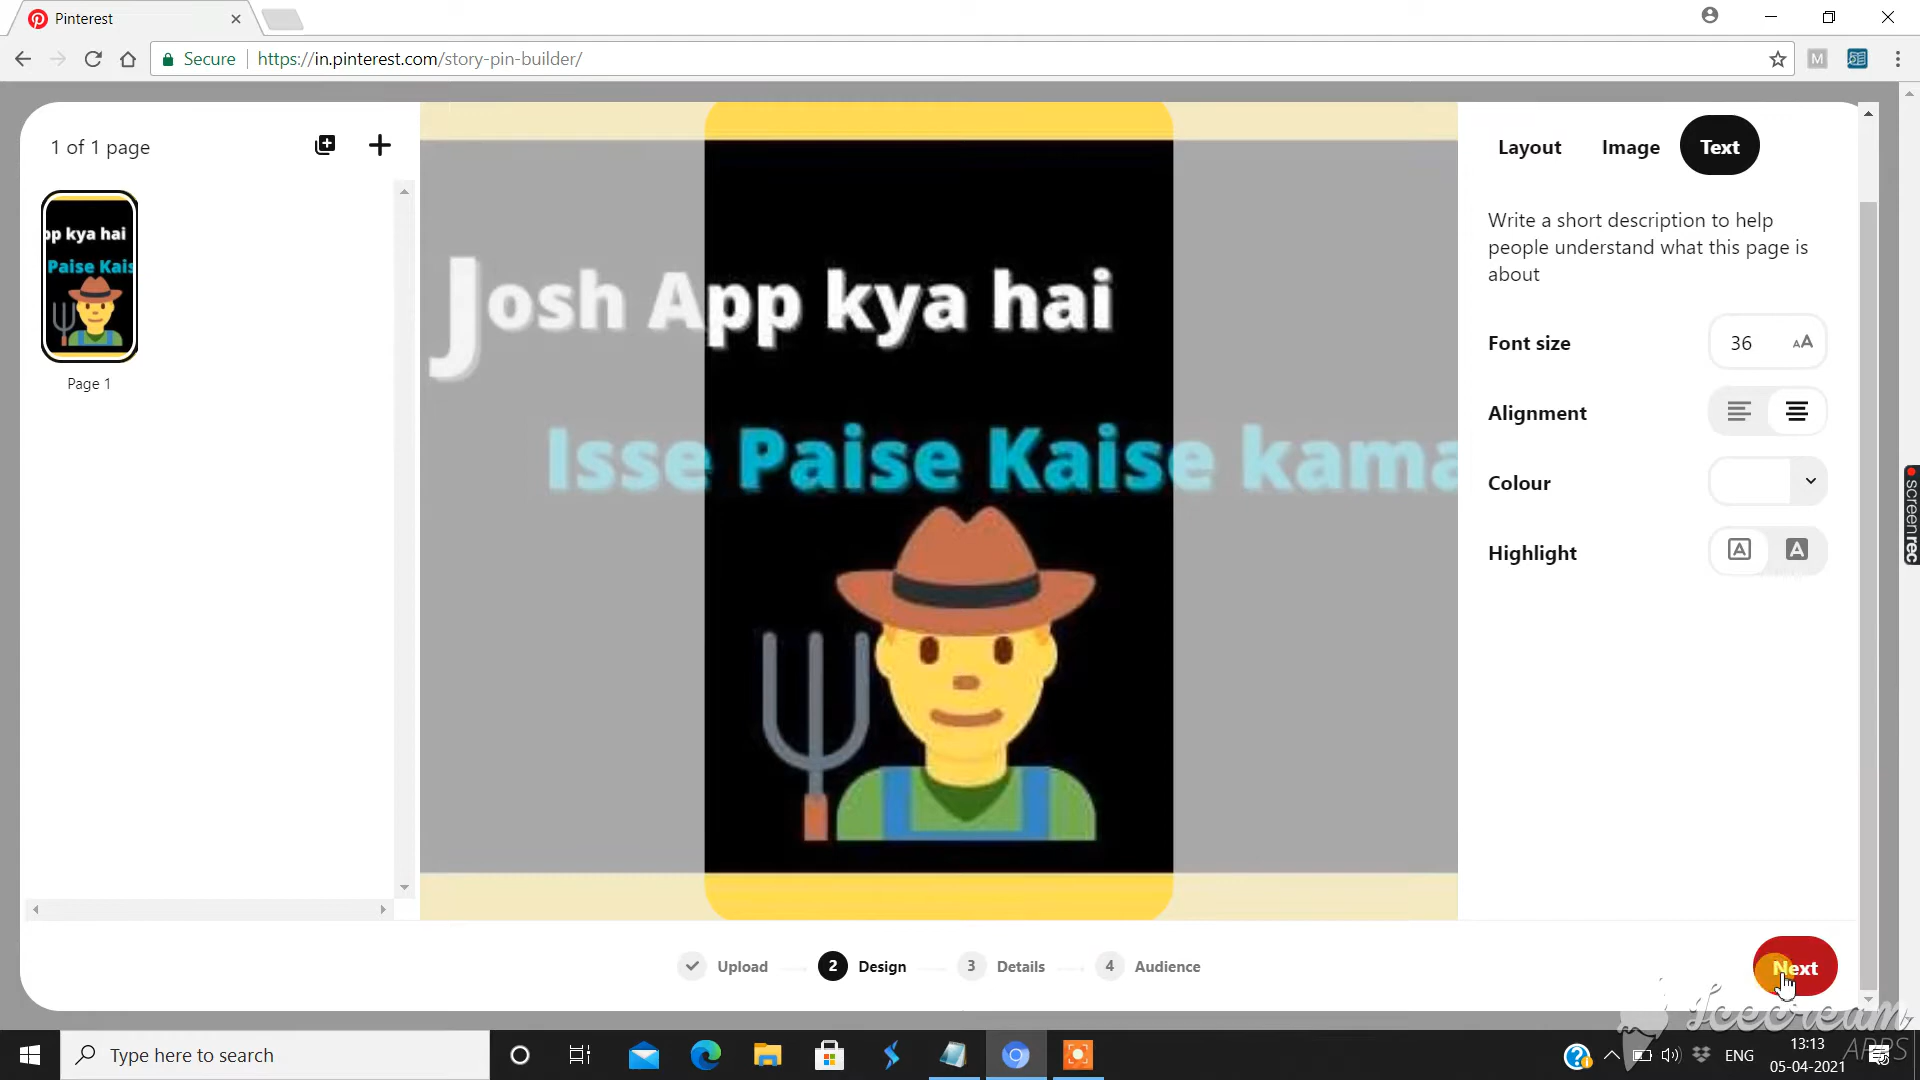 Pinterest
Secure
https://in.pinterest.com/story-pin-builder/
M
1 of 1 page
Layout
Image
Text
pp kya hai
Paise Kais
Page 1
Josh App kya hai
Isse Paise Kaise kama
Write a short description to help
people understand what this page is
about
Font size
36
Alignment
Colour
Highlight
screenrec
Upload
2 Design
3 Details
4 Audience
Next
Icecream
APPS
Type here to search
ENG
13:13
05-04-2021